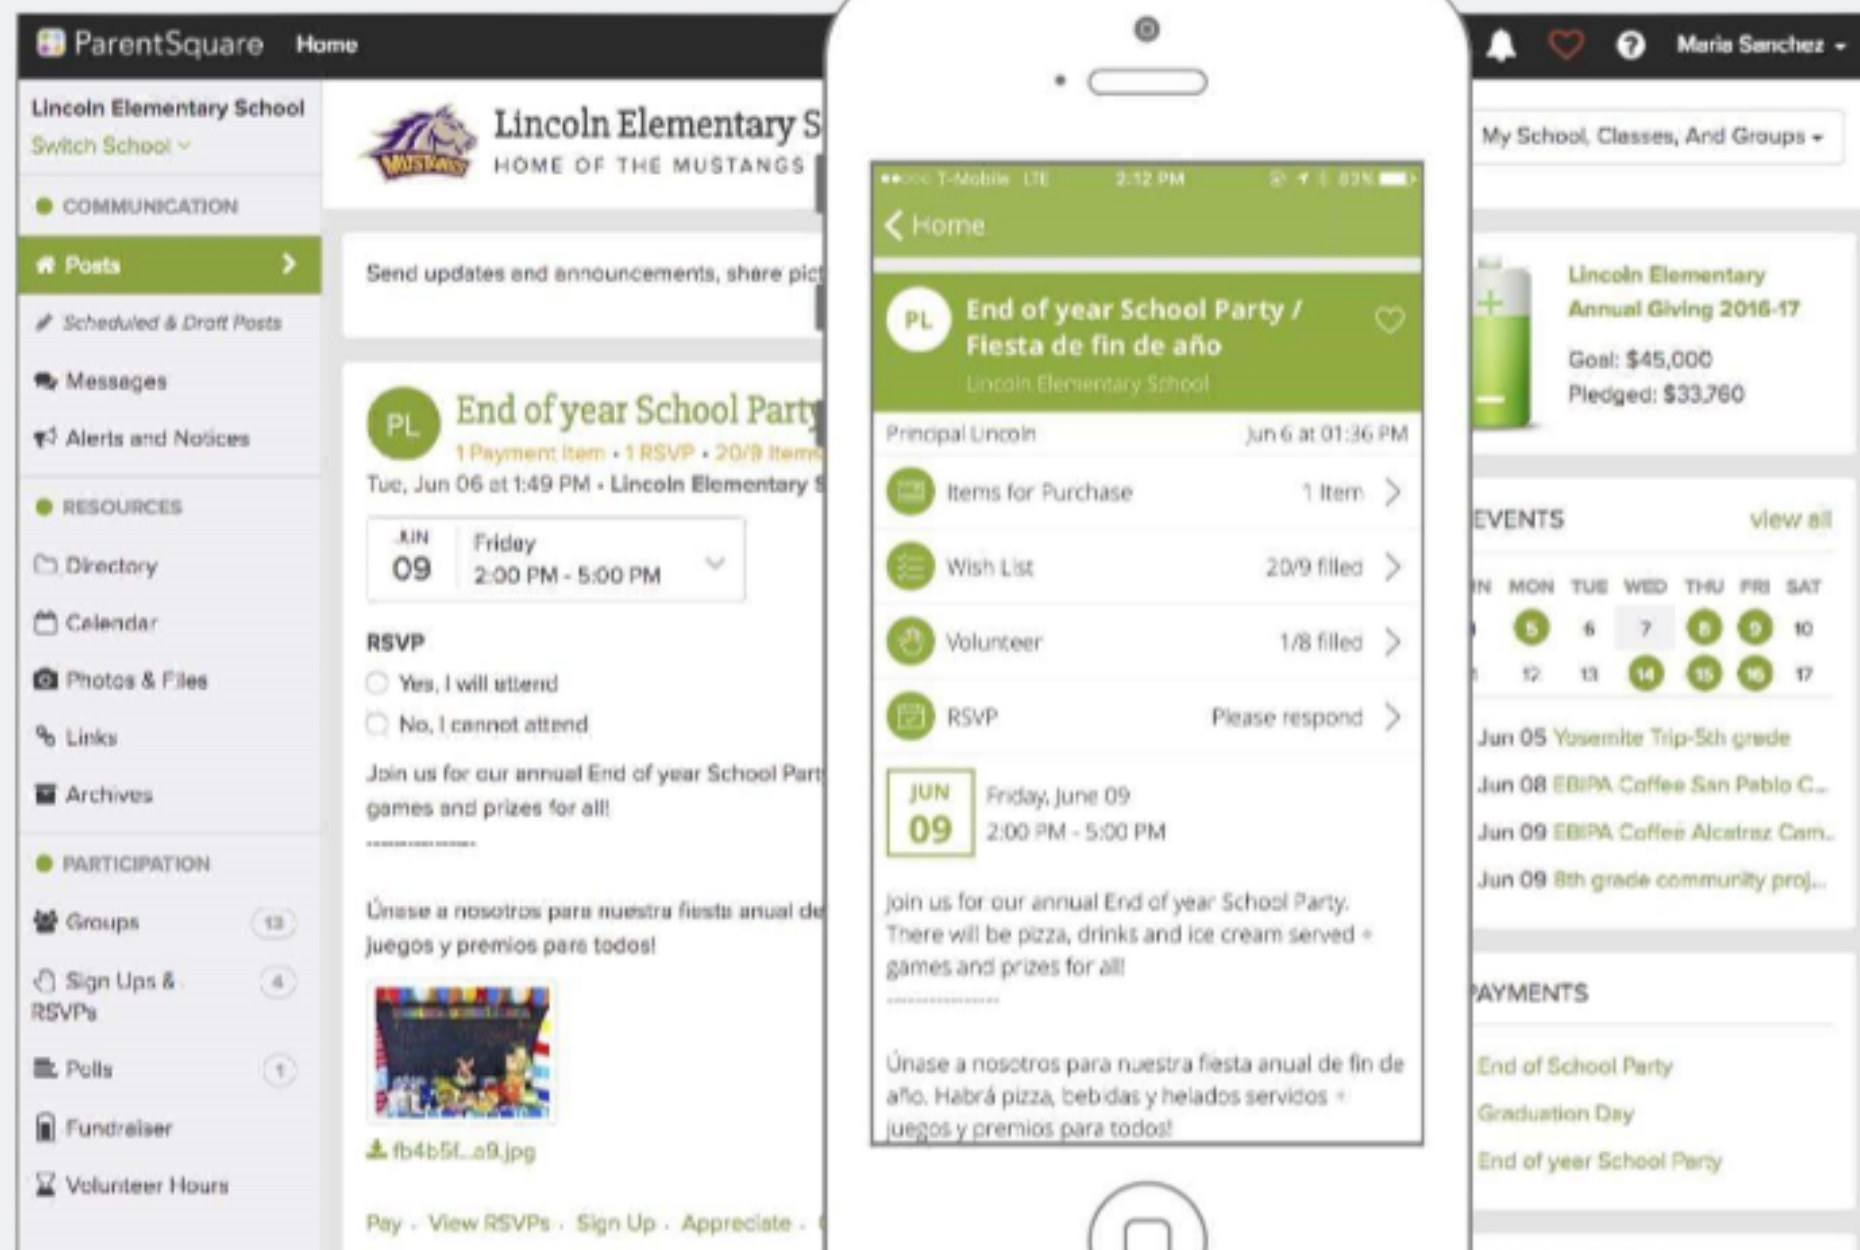 ParentSquare Home
Maria Sanchez
Lincoln Elementary School
Switch School
COMMUNICATION
Posts
Scheduled & Draft Posts
Messages
Alerts and Notices
RESOURCES
Directory
Calendar
Photos & Files
Links
Archives
PARTICIPATION
Groups 13
Sign Ups & 4
RSVPs
Polls 1
Fundraiser
Volunteer Hours
MUSTANGS
Lincoln Elementary S
HOME OF THE MUSTANGS
Send updates and announcements, share pict
PL
End of year School Party
1 Payment Item • 1 RSVP • 20/9 Items
Tue, Jun 06 at 1:49 PM • Lincoln Elementary S
JUN
09
Friday
2:00 PM - 5:00 PM
RSVP
Yes, I will attend
No, I cannot attend
Join us for our annual End of year School Part
games and prizes for all!
-----------------
Únase a nosotros para nuestra fiesta anual de
juegos y premios para todos!
fb4b5f...a9.jpg
Pay · View RSVPs · Sign Up · Appreciate ·
T-Mobile LTE 2:12 PM 83%
Home
PL
End of year School Party /
Fiesta de fin de año
Lincoln Elementary School
Principal Lincoln Jun 6 at 01:36 PM
Items for Purchase 1 Item
Wish List 20/9 filled
Volunteer 1/8 filled
RSVP Please respond
JUN
09
Friday, June 09
2:00 PM - 5:00 PM
Join us for our annual End of year School Party.
There will be pizza, drinks and ice cream served +
games and prizes for all!
-----------------
Únase a nosotros para nuestra fiesta anual de fin de
año. Habrá pizza, bebidas y helados servidos +
juegos y premios para todos!
My School, Classes, And Groups
Lincoln Elementary
Annual Giving 2016-17
Goal: $45,000
Pledged: $33,760
EVENTS view all
N MON TUE WED THU FRI SAT
5 6 7 8 9 10
12 13 14 15 16 17
Jun 05 Yosemite Trip-5th grade
Jun 08 EBIPA Coffee San Pablo C...
Jun 09 EBIPA Coffee Alcatraz Cam...
Jun 09 8th grade community proj...
PAYMENTS
End of School Party
Graduation Day
End of year School Party